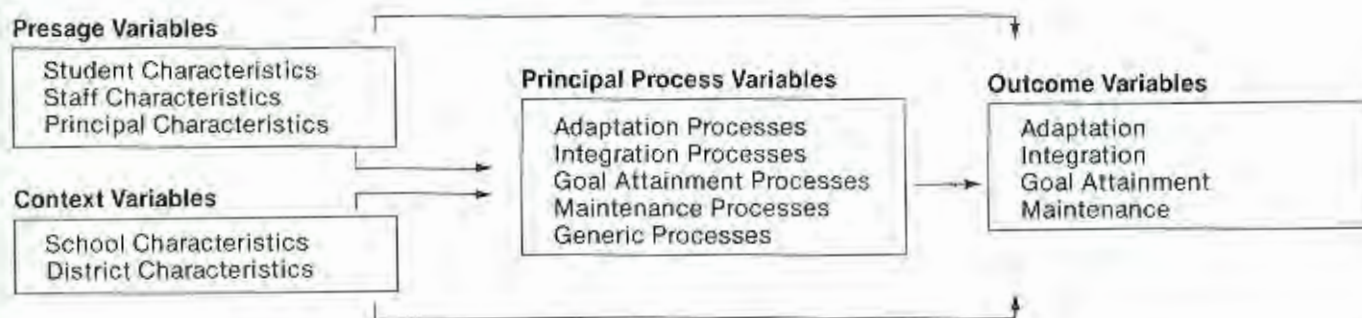 Presage Variables
Student Characteristics
Staff Characteristics
Principal Characteristics
Context Variables
School Characteristics
District Characteristics
Principal Process Variables
Adaptation Processes
Integration Processes
Goal Attainment Processes
Maintenance Processes
Generic Processes
Outcome Variables
Adaptation
Integration
Goal Attainment
Maintenance